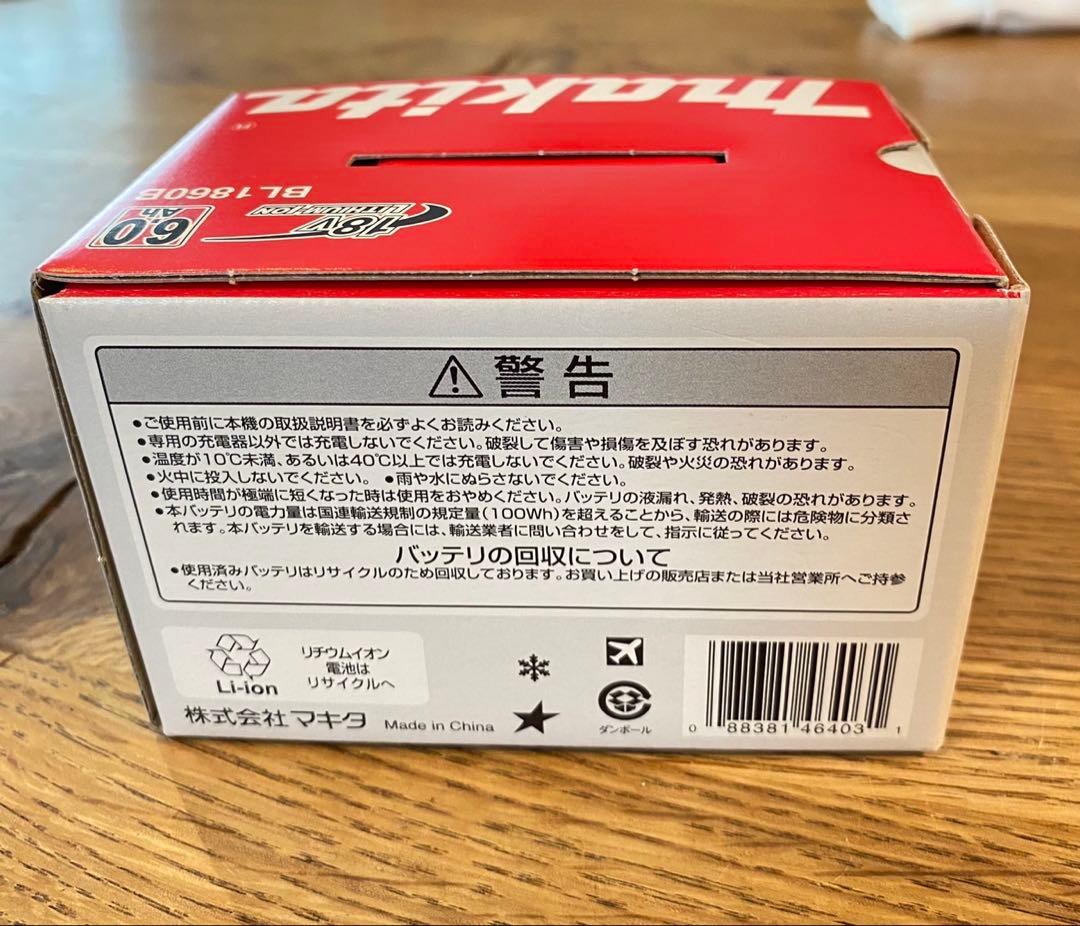 makita
BL1860B
18V
LITHIUM-ION
6.0
Ah
警告
●ご使用前に本機の取扱説明書を必ずよくお読みください。
●専用の充電器以外では充電しないでください。破裂して傷害や損傷を及ぼす恐れがあります。
●温度が10℃未満、あるいは40℃以上では充電しないでください。破裂や火災の恐れがあります。
●火中に投入しないでください。 ●雨や水にぬらさないでください。
●使用時間が極端に短くなった時は使用をおやめください。バッテリの液漏れ、発熱、破裂の恐れがあります。
●本バッテリの電力量は国連輸送規制の規定量(100Wh)を超えることから、輸送の際には危険物に分類さ
れます。本バッテリを輸送する場合には、輸送業者に問い合わせをして、指示に従ってください。
バッテリの回収について
●使用済みバッテリはリサイクルのため回収しております。お買い上げの販売店または当社営業所へご持参
ください。
Li-ion
リチウムイオン
電池は
リサイクルへ
株式会社マキタ Made in China
ダンボール
0 88381 46403 1